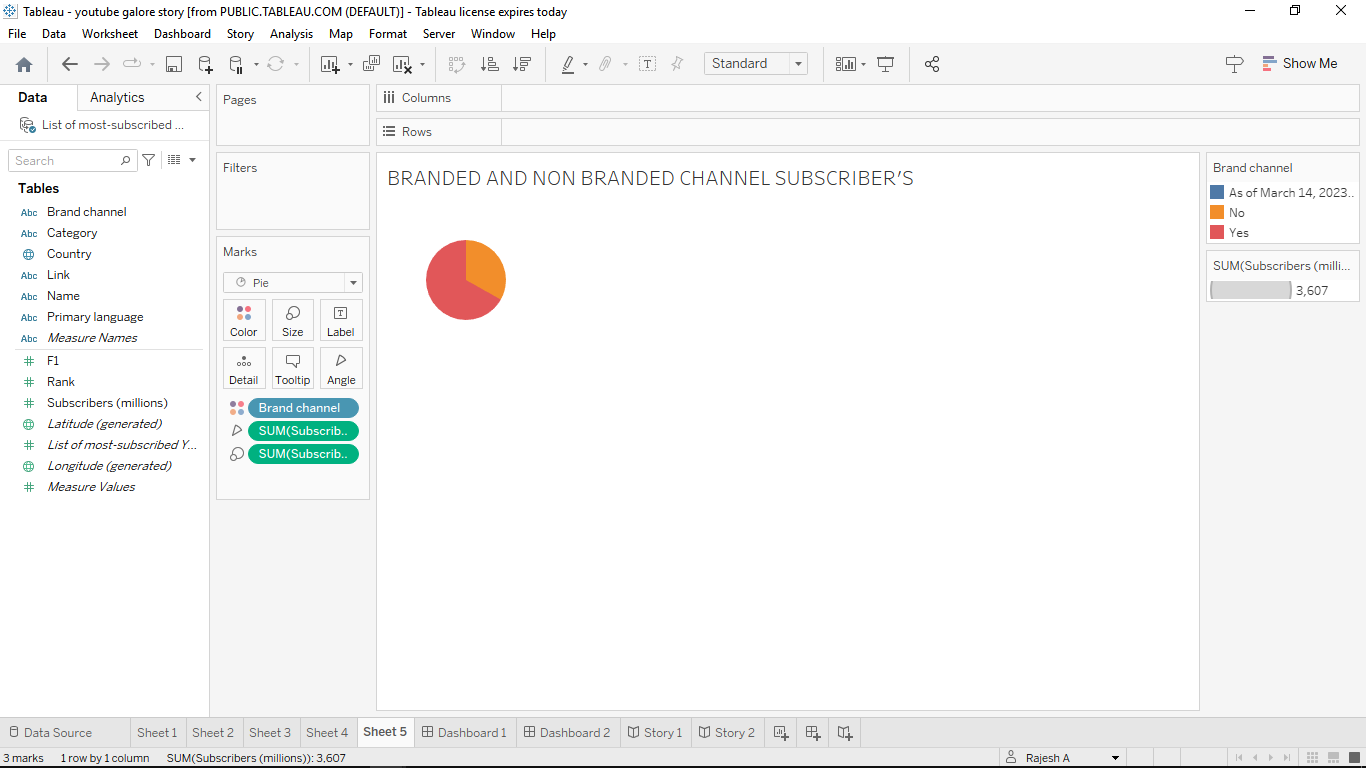 Tableau - youtube galore story [from PUBLIC.TABLEAU.COM (DEFAULT)] - Tableau license expires today
File Data Worksheet Dashboard Story Analysis Map Format Server Window Help
Standard
Show Me
Data Analytics
List of most-subscribed ...
Search
Tables
Abc Brand channel
Abc Category
Country
Abc Link
Abc Name
Abc Primary language
Abc Measure Names
F1
Rank
Subscribers (millions)
Latitude (generated)
List of most-subscribed Y...
Longitude (generated)
Measure Values
Pages
Filters
Marks
Pie
Color Size Label
Detail Tooltip Angle
Brand channel
SUM(Subscrib..
SUM(Subscrib..
Columns
Rows
BRANDED AND NON BRANDED CHANNEL SUBSCRIBER'S
Brand channel
As of March 14, 2023..
No
Yes
SUM(Subscribers (milli...
3,607
Data Source Sheet 1 Sheet 2 Sheet 3 Sheet 4 Sheet 5 Dashboard 1 Dashboard 2 Story 1 Story 2
3 marks 1 row by 1 column SUM(Subscribers (millions)): 3,607 Rajesh A